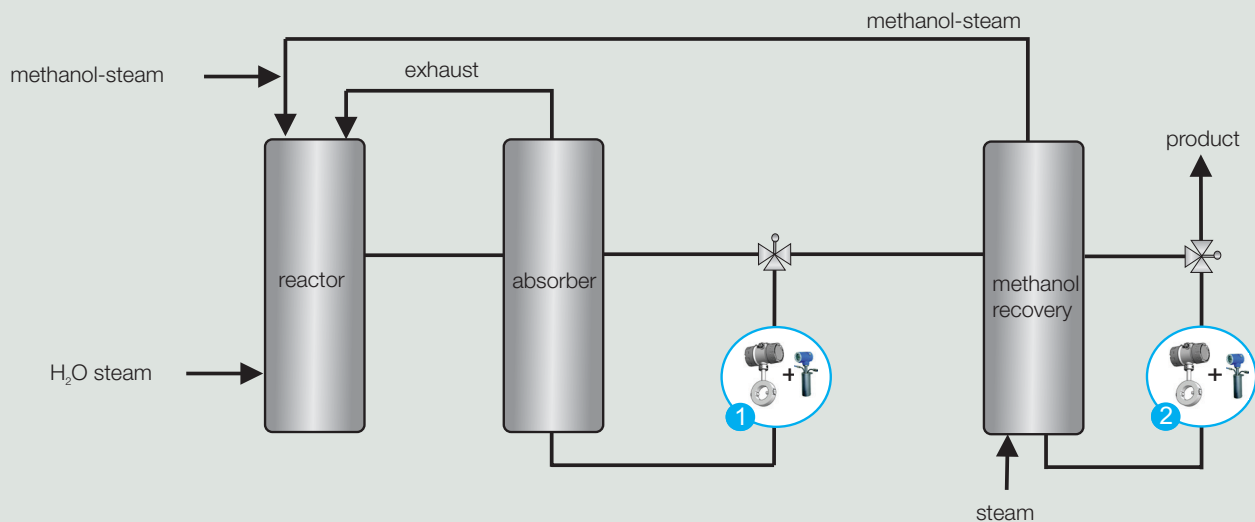 methanol-steam
methanol-steam
exhaust
product
reactor
absorber
methanol
recovery
H₂O steam
+
1
+
2
steam